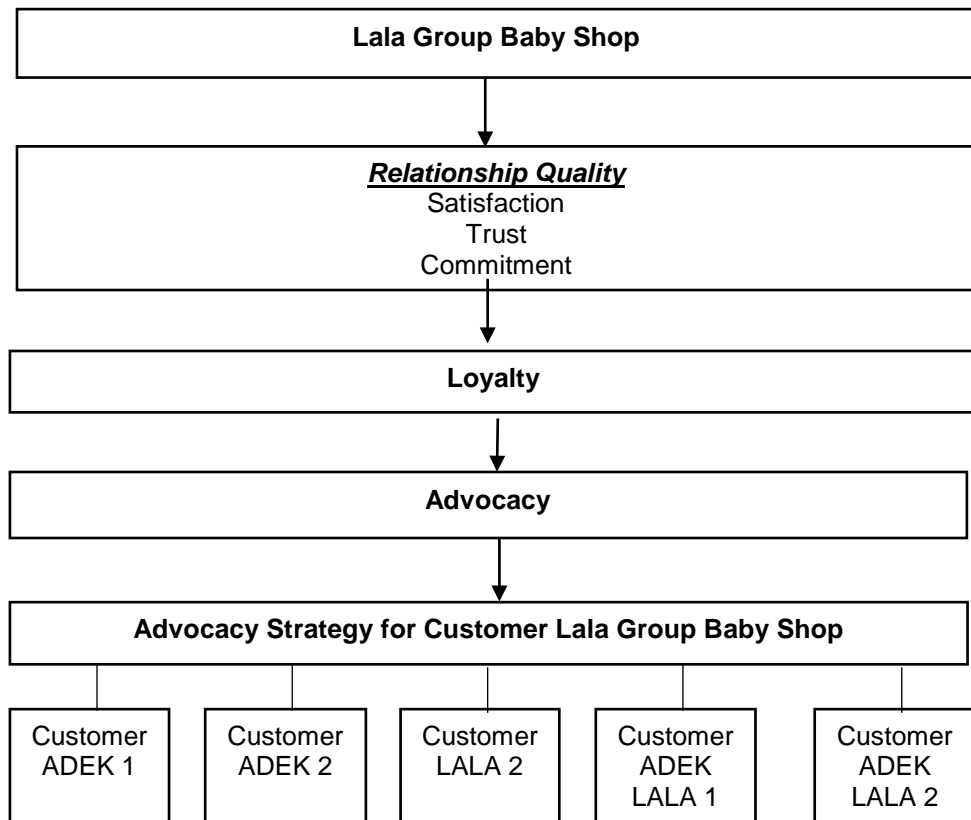 Lala Group Baby Shop
Relationship Quality
Satisfaction
Trust
Commitment
Loyalty
Advocacy
Advocacy Strategy for Customer Lala Group Baby Shop
Customer
ADEK 1
Customer
ADEK 2
Customer
LALA 2
Customer
ADEK
LALA 1
Customer
ADEK
LALA 2